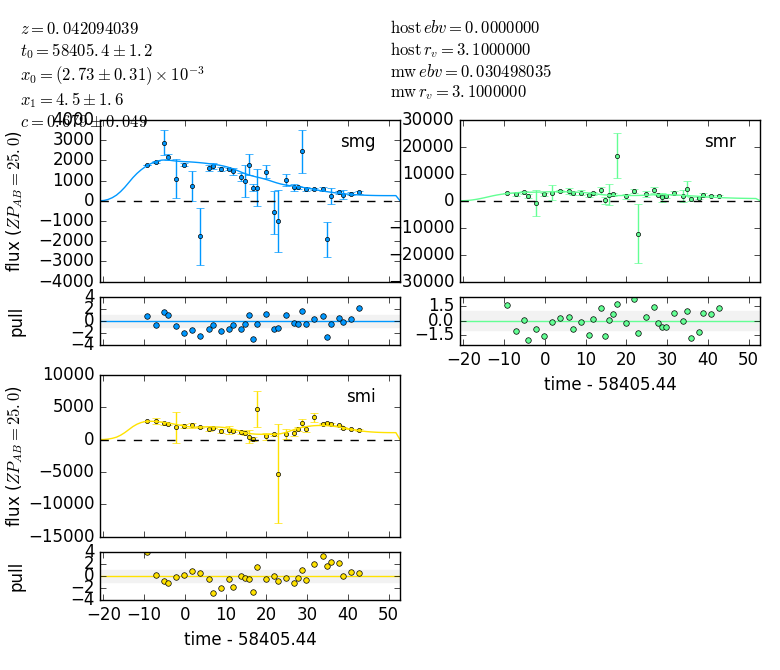 z = 0.042094039
t₀ = 58405.4 ± 1.2
x₀ = (2.73 ± 0.31) × 10⁻³
x₁ = 4.5 ± 1.6
host ebv = 0.0000000
host r_v = 3.1000000
mw ebv = 0.030498035
mw r_v = 3.1000000
smg
4000
3000
2000
1000
0
−1000
−2000
−3000
−4000
flux (ZP_AB = 25.0)
4
2
0
−2
−4
pull
smr
30000
20000
10000
0
−10000
−20000
−30000
1.5
0.0
−1.5
−20 −10 0 10 20 30 40 50
time - 58405.44
smi
10000
5000
0
−5000
−10000
−15000
flux (ZP_AB = 25.0)
4
2
0
−2
−4
pull
−20 −10 0 10 20 30 40 50
time - 58405.44